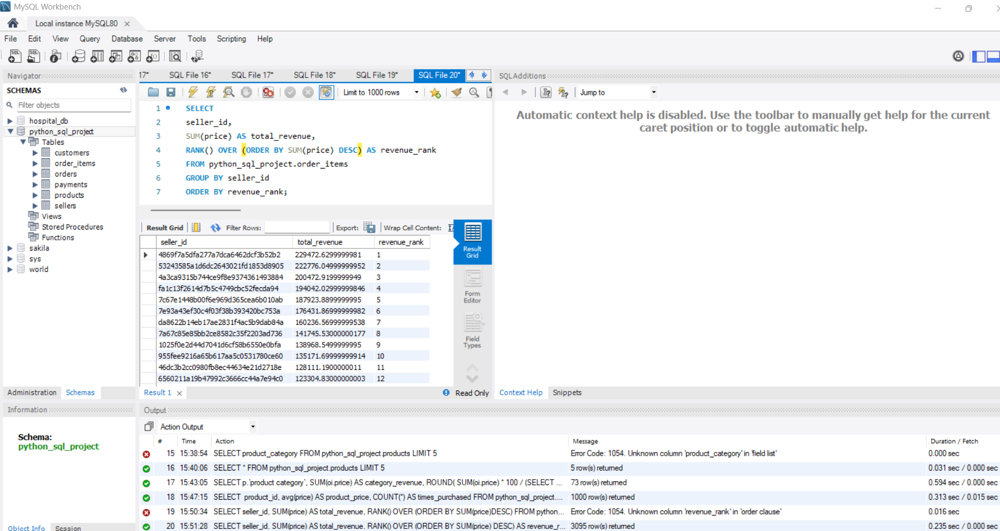 MySQL Workbench
Local instance MySQL80
File Edit View Query Database Server Tools Scripting Help
Navigator
SCHEMAS
Filter objects
hospital_db
python_sql_project
Tables
customers
order_items
orders
payments
products
sellers
Views
Stored Procedures
Functions
sakila
sys
world
Administration Schemas
Information
Schema:
python_sql_project
Object Info Session
17* SQL File 16* SQL File 17* SQL File 18* SQL File 19* SQL File 20*
Limit to 1000 rows
1 SELECT
2 seller_id,
3 SUM(price) AS total_revenue,
4 RANK() OVER (ORDER BY SUM(price) DESC) AS revenue_rank
5 FROM python_sql_project.order_items
6 GROUP BY seller_id
7 ORDER BY revenue_rank;
Result Grid Filter Rows: Export: Wrap Cell Content:
seller_id total_revenue revenue_rank
4869f7a5dfa277a7dca6462dcf3b52b2 229472.6299999981 1
53243585a1d6dc2643021fd1853d8905 222776.04999999952 2
4a3ca9315b744ce9f8e9374361493884 200472.9199999949 3
fa1c13f2614d7b5c4749cbc52fecda94 194042.02999999846 4
7c67e1448b00f6e969d365cea6b010ab 187923.8899999995 5
7e93a43ef30c4f03f38b393420bc753a 176431.86999999982 6
da8622b14eb17ae2831f4ac5b9dab84a 160236.56999999538 7
7a67c85e85bb2ce8582c35f2203ad736 141745.53000000177 8
1025f0e2d44d7041d6cf58b6550e0bfa 138968.5499999995 9
955fee9216a65b617aa5c0531780ce60 135171.69999999914 10
46dc3b2cc0980fb8ec44634e21d2718e 128111.1900000011 11
6560211a19b47992c3666cc44a7e94c0 123304.83000000003 12
Result Grid
Form Editor
Field Types
Result 1
Read Only
SQLAdditions
Jump to
Automatic context help is disabled. Use the toolbar to manually get help for the current
caret position or to toggle automatic help.
Context Help Snippets
Output
Action Output
# Time Action Message Duration / Fetch
15 15:38:54 SELECT product_category FROM python_sql_project.products LIMIT 5 Error Code: 1054. Unknown column 'product_category' in 'field list' 0.000 sec
16 15:40:06 SELECT * FROM python_sql_project.products LIMIT 5 5 row(s) returned 0.031 sec / 0.000 sec
17 15:43:05 SELECT p.`product category`, SUM(oi.price) AS category_revenue, ROUND( SUM(oi.price) * 100 / (SELECT ... 73 row(s) returned 0.594 sec / 0.000 sec
18 15:47:15 SELECT product_id, avg(price) AS product_price, COUNT(*) AS times_purchased FROM python_sql_project.... 1000 row(s) returned 0.313 sec / 0.015 sec
19 15:50:34 SELECT seller_id, SUM(price) AS total_revenue, RANK() OVER (ORDER BY SUM(price)DESC) FROM python... Error Code: 1054. Unknown column 'revenue_rank' in 'order clause' 0.016 sec
20 15:51:28 SELECT seller_id, SUM(price) AS total_revenue, RANK() OVER (ORDER BY SUM(price) DESC) AS revenue_r... 3095 row(s) returned 0.235 sec / 0.000 sec